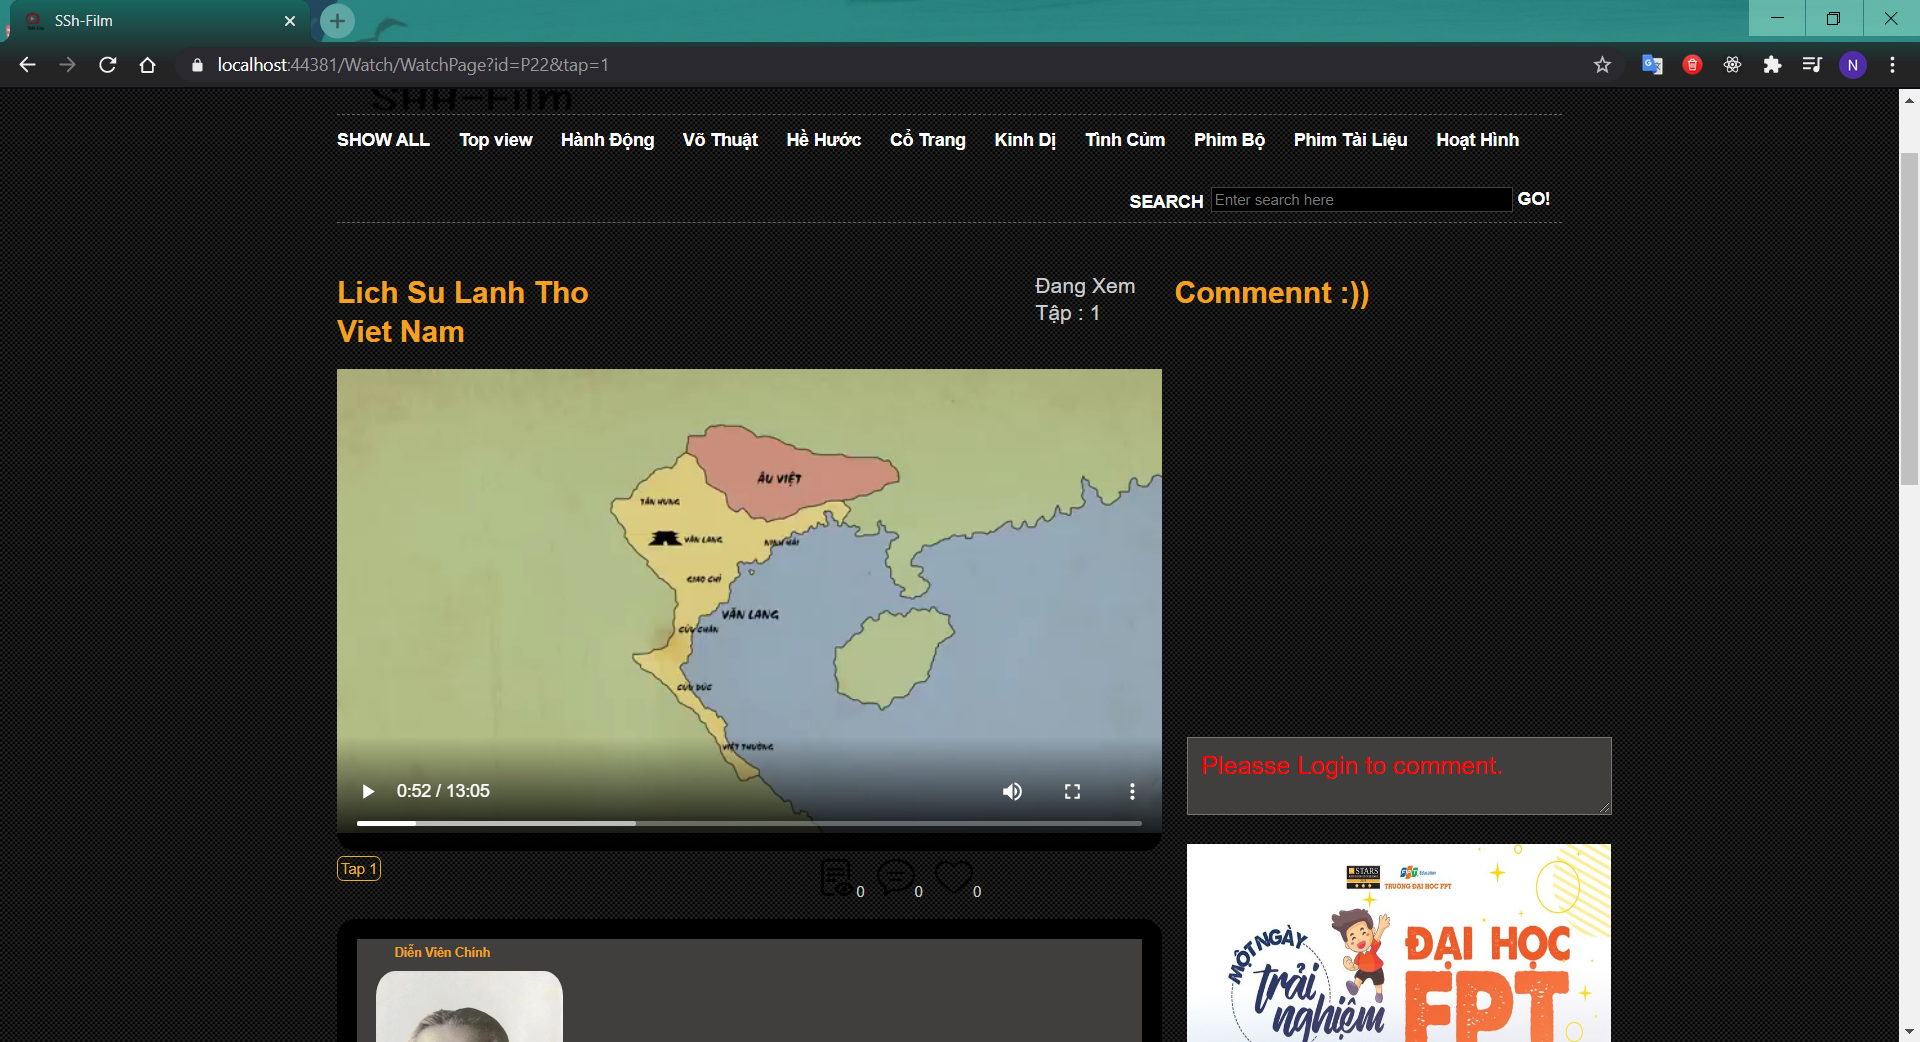 SSh-Film
localhost:44381/Watch/WatchPage?id=P22&tap=1
N
SHH-Film
SHOW ALL Top view Hành Động Võ Thuật Hề Hước Cổ Trang Kinh Dị Tình Củm Phim Bộ Phim Tài Liệu Hoạt Hình
SEARCH Enter search here GO!
Lich Su Lanh Tho
Viet Nam
Đang Xem
Tập : 1
Commennt :))
ÂU VIỆT
TÂN HƯNG
VĂN LANG
NINH HẢI
GIAO CHỈ
VĂN LANG
CỬU CHÂN
CỬU ĐỨC
VIỆT THƯỜNG
0:52 / 13:05
Pleasse Login to comment.
Tap 1
0 0 0
Diễn Viên Chính
STARS
FPT Education
TRƯỜNG ĐẠI HỌC FPT
MỘT NGÀY
trải
nghiệm
ĐẠI HỌC
FPT